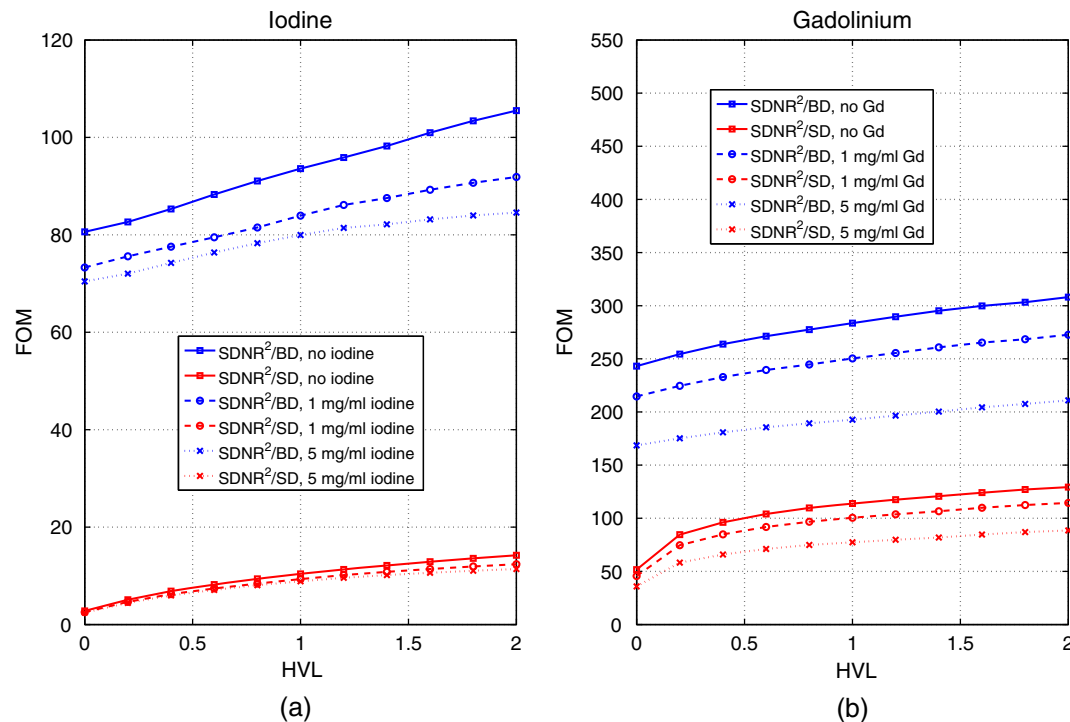 Iodine
120
100
80
60
40
20
0
FOM
SDNR²/BD, no iodine
SDNR²/SD, no iodine
SDNR²/BD, 1 mg/ml iodine
SDNR²/SD, 1 mg/ml iodine
SDNR²/BD, 5 mg/ml iodine
SDNR²/SD, 5 mg/ml iodine
0 0.5 1 1.5 2
HVL
(a)
Gadolinium
550
500
450
400
350
300
250
200
150
100
50
0
FOM
SDNR²/BD, no Gd
SDNR²/SD, no Gd
SDNR²/BD, 1 mg/ml Gd
SDNR²/SD, 1 mg/ml Gd
SDNR²/BD, 5 mg/ml Gd
SDNR²/SD, 5 mg/ml Gd
0 0.5 1 1.5 2
HVL
(b)